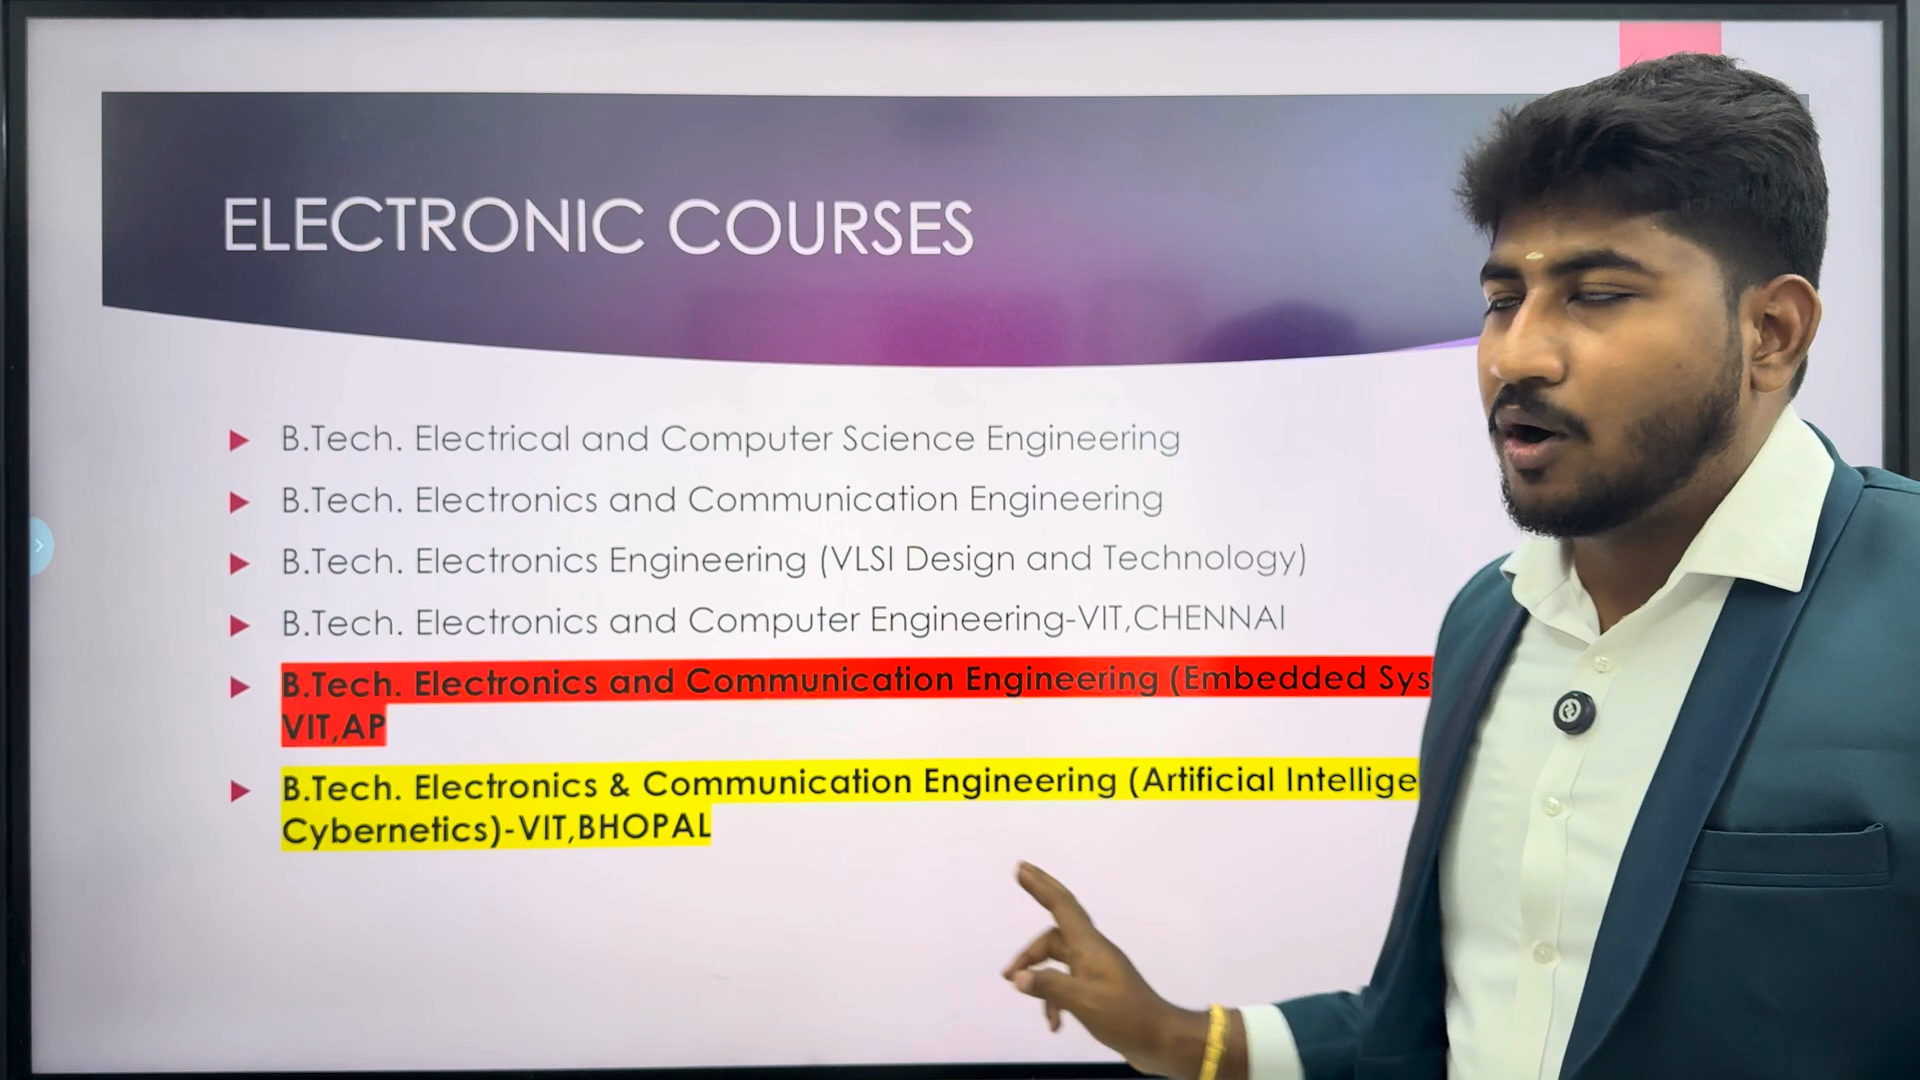 ELECTRONIC COURSES
B.Tech. Electrical and Computer Science Engineering
B.Tech. Electronics and Communication Engineering
B.Tech. Electronics Engineering (VLSI Design and Technology)
B.Tech. Electronics and Computer Engineering-VIT,CHENNAI
B.Tech. Electronics and Communication Engineering (Embedded
VIT,AP
B.Tech. Electronics & Communication Engineering (Artificial
Cybernetics)-VIT,BHOPAL